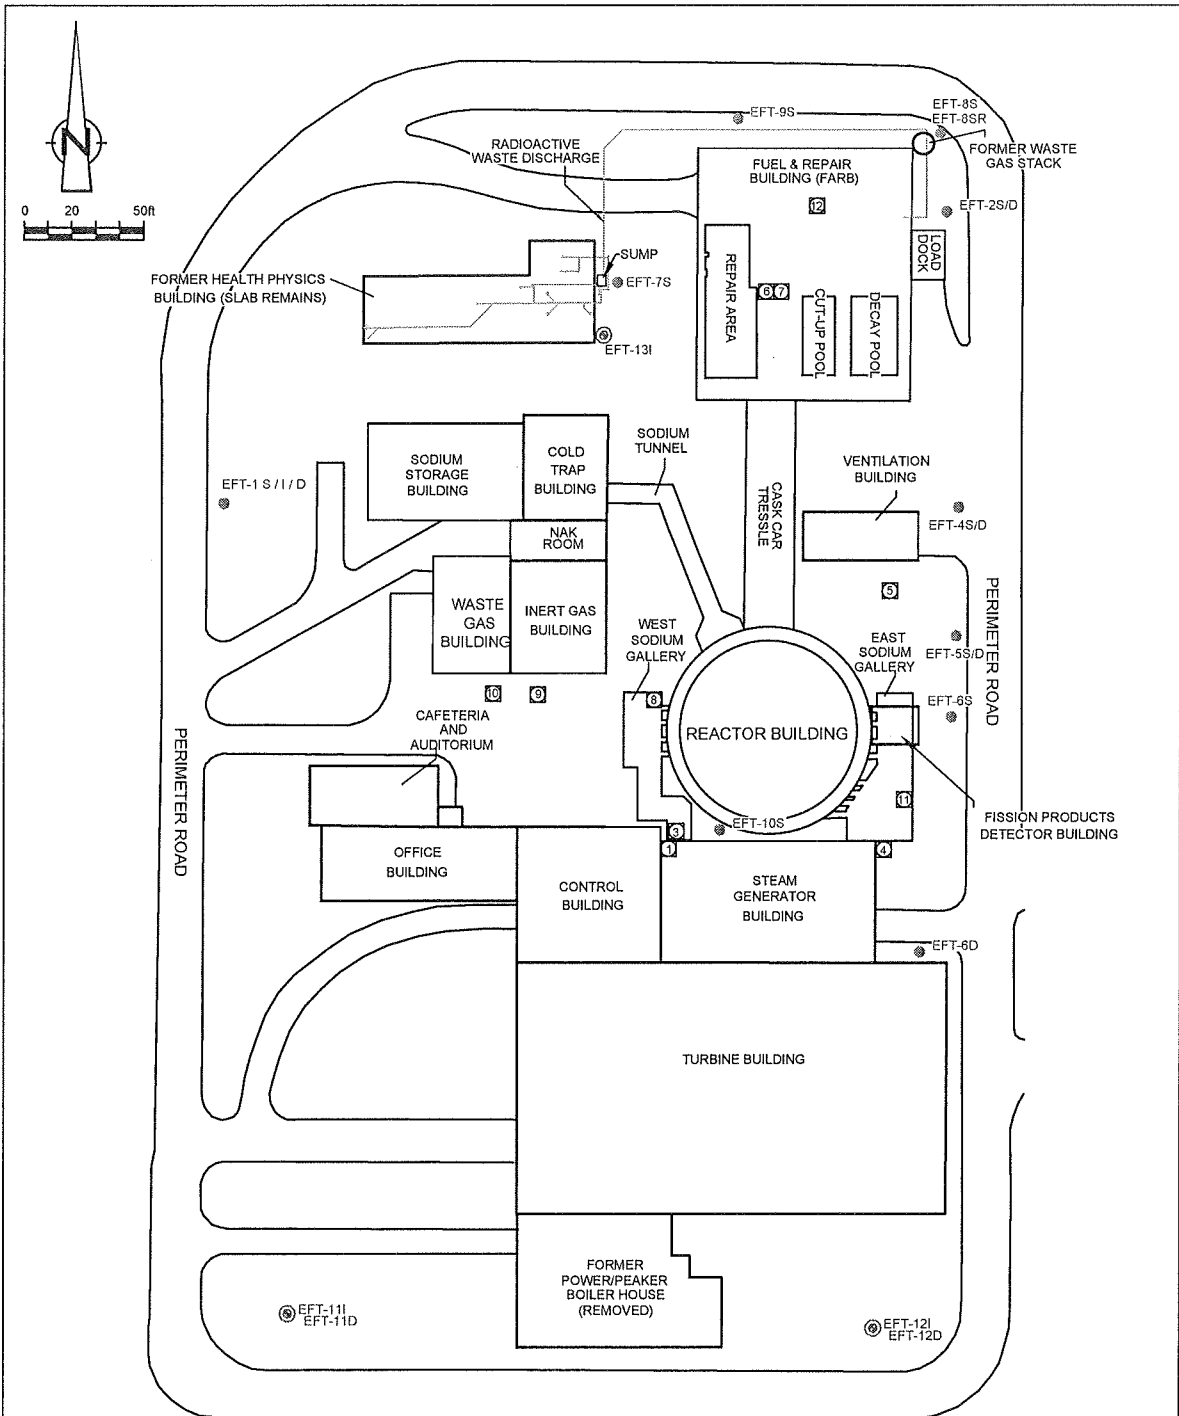 N
0 20 50ft
EFT-9S
EFT-8S
EFT-8SR
RADIOACTIVE
WASTE DISCHARGE
FORMER WASTE
GAS STACK
FUEL & REPAIR
BUILDING (FARB)
12
EFT-2S/D
LOAD
DOCK
SUMP
EFT-7S
FORMER HEALTH PHYSICS
BUILDING (SLAB REMAINS)
REPAIR AREA
6 7
CUT-UP POOL
DECAY POOL
EFT-13I
SODIUM
TUNNEL
COLD
TRAP
BUILDING
SODIUM
STORAGE
BUILDING
VENTILATION
BUILDING
CASK CAR
TRESSLE
EFT-1 S / I / D
EFT-4S/D
NAK
ROOM
5
WASTE
GAS
BUILDING
INERT GAS
BUILDING
WEST
SODIUM
GALLERY
EAST
SODIUM
GALLERY
EFT-5S/D
PERIMETER ROAD
10
9
8
EFT-6S
CAFETERIA
AND
AUDITORIUM
REACTOR BUILDING
PERIMETER ROAD
11
FISSION PRODUCTS
DETECTOR BUILDING
3
EFT-10S
1
4
OFFICE
BUILDING
CONTROL
BUILDING
STEAM
GENERATOR
BUILDING
EFT-6D
TURBINE BUILDING
FORMER
POWER/PEAKER
BOILER HOUSE
(REMOVED)
EFT-11I
EFT-11D
EFT-12I
EFT-12D